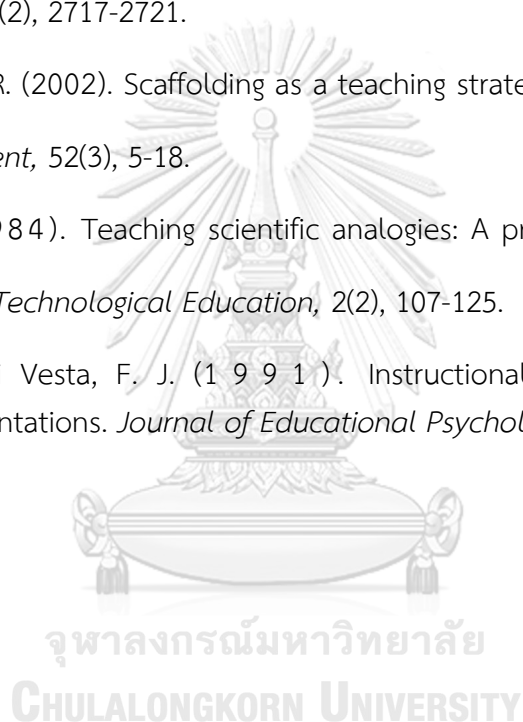 (2), 2717-2721.
R. (2002). Scaffolding as a teaching strate
ent, 52(3), 5-18.
984). Teaching scientific analogies: A pr
Technological Education, 2(2), 107-125.
Vesta, F. J. (1991). Instructional
ntations. Journal of Educational Psychol
จุฬาลงกรณ์มหาวิทยาลัย
CHULALONGKORN UNIVERSITY